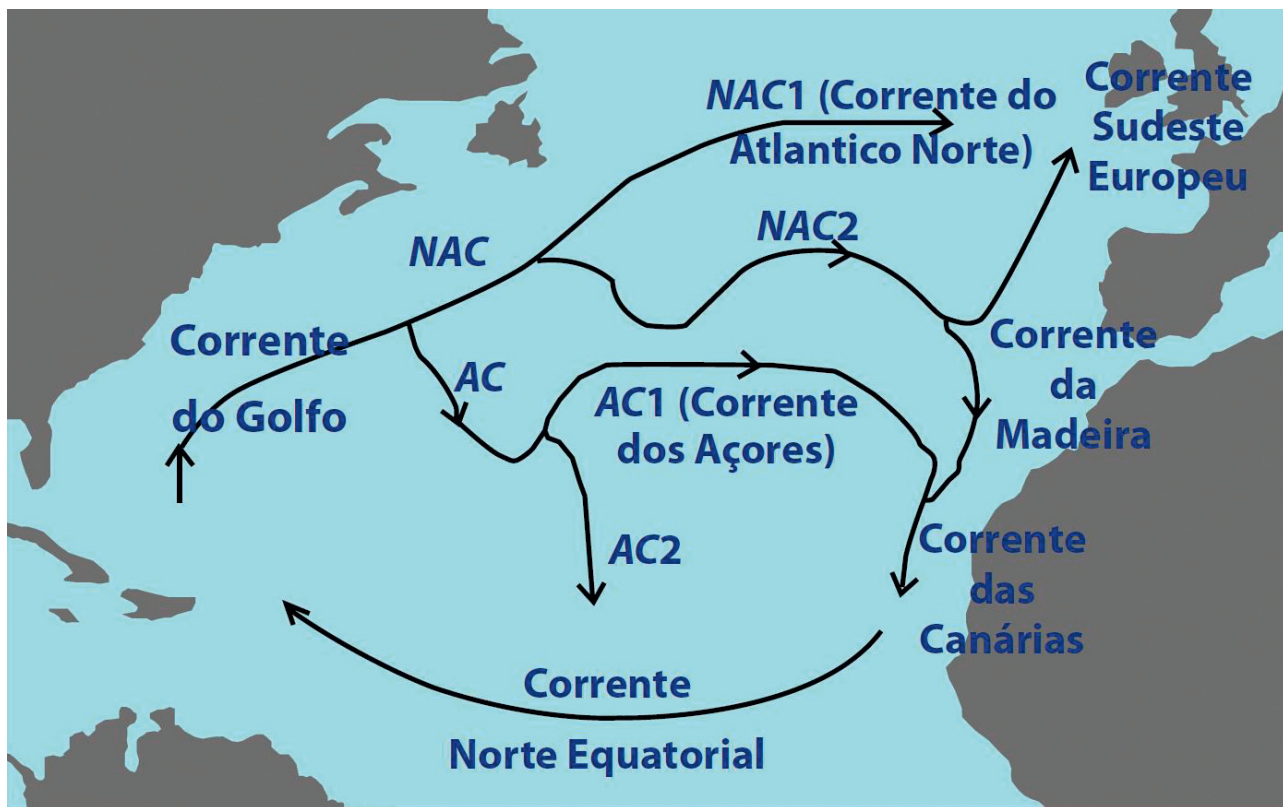 NAC1 (Corrente do
Atlantico Norte)
Corrente
Sudeste
Europeu
NAC
NAC2
Corrente
do Golfo
AC
AC1 (Corrente
dos Açores)
Corrente
da
Madeira
AC2
Corrente
das
Canárias
Corrente
Norte Equatorial